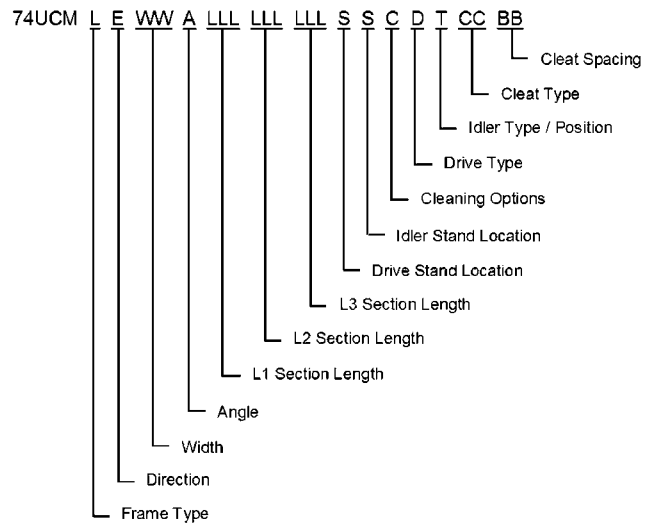 74UCM L E WW A LLL LLL LLL S S C D T CC BB
Cleat Spacing
Cleat Type
Idler Type / Position
Drive Type
Cleaning Options
Idler Stand Location
Drive Stand Location
L3 Section Length
L2 Section Length
L1 Section Length
Angle
Width
Direction
Frame Type